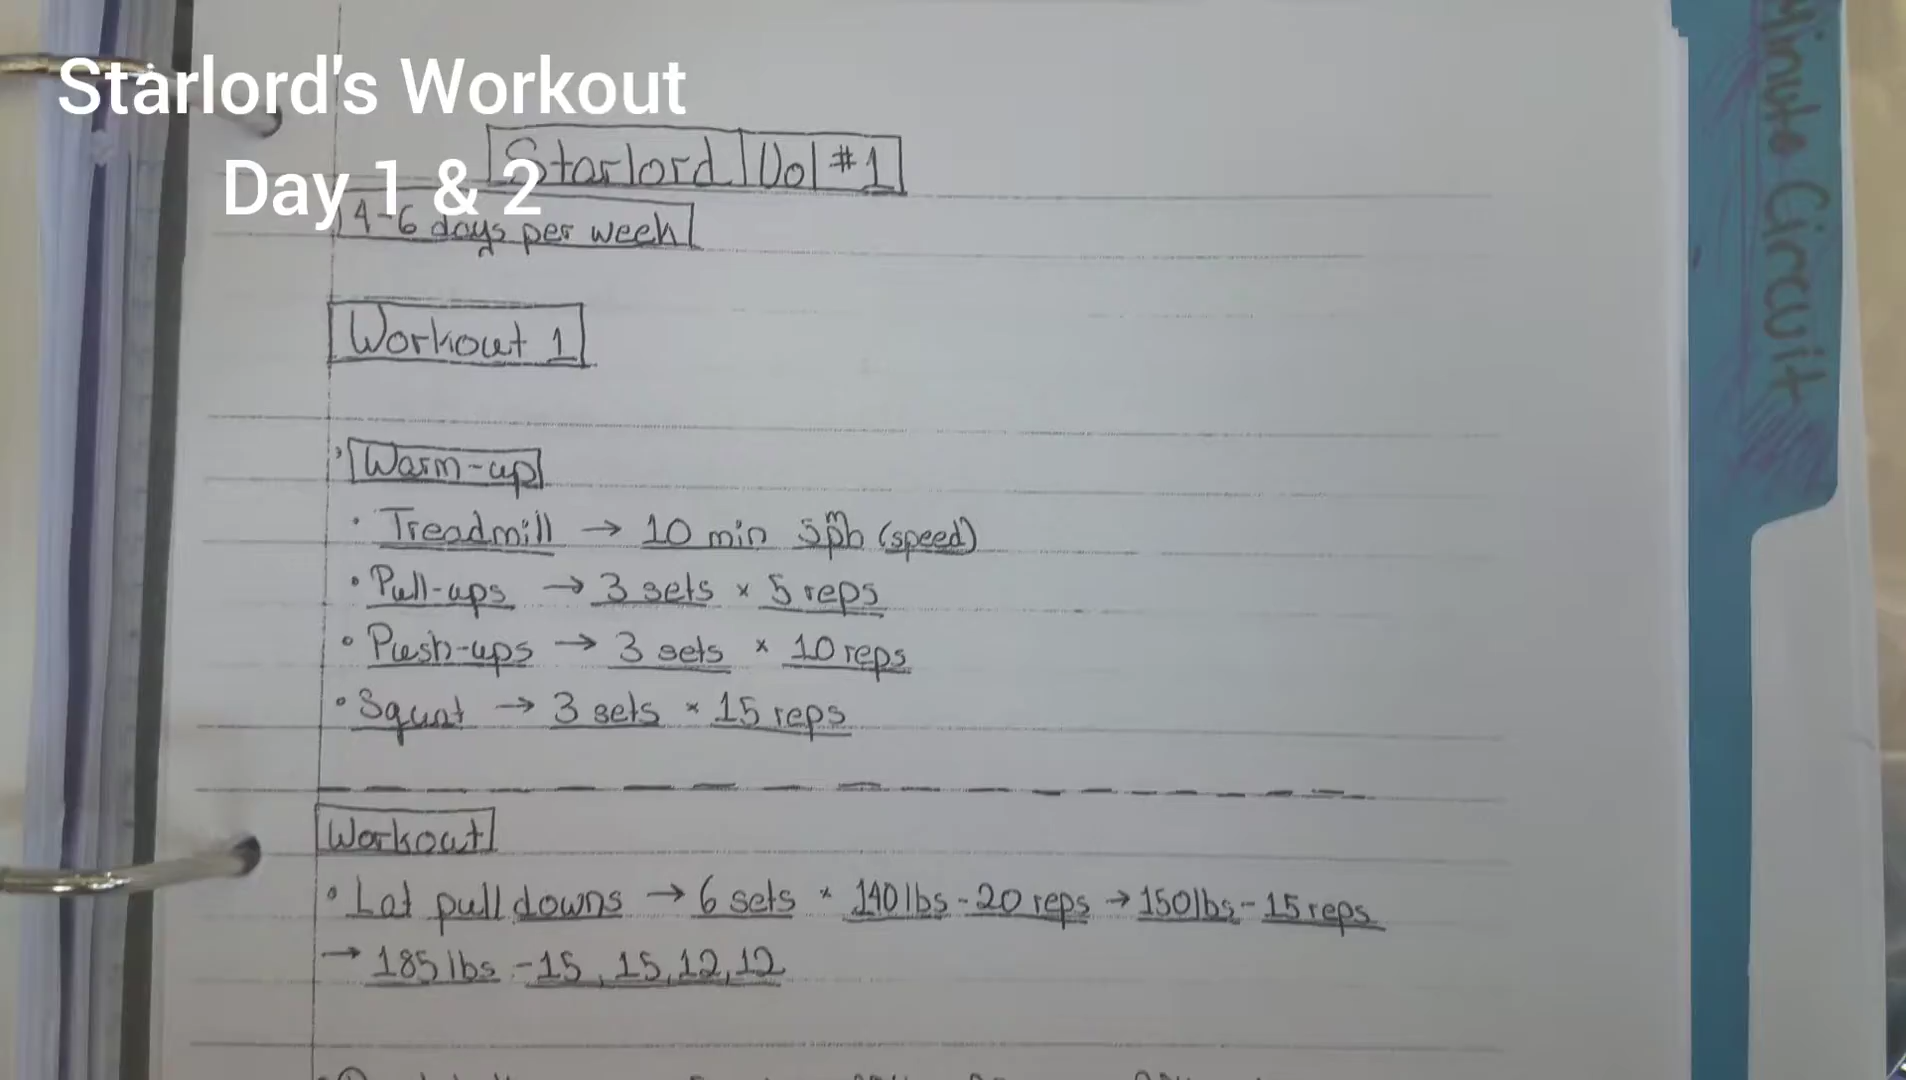 Starlord's Workout
Day 1 & 2
Starlord Vol #1
4-6 days per week
Workout 1
Warm-up
• Treadmill → 10 min 5mph (speed)
• Pull-ups → 3 sets × 5 reps
• Push-ups → 3 sets × 10 reps
• Squat → 3 sets × 15 reps
Workout
• Lat pull downs → 6 sets × 140 lbs - 20 reps → 150 lbs - 15 reps
→ 185 lbs - 15, 15, 12, 12
Minute Circuit